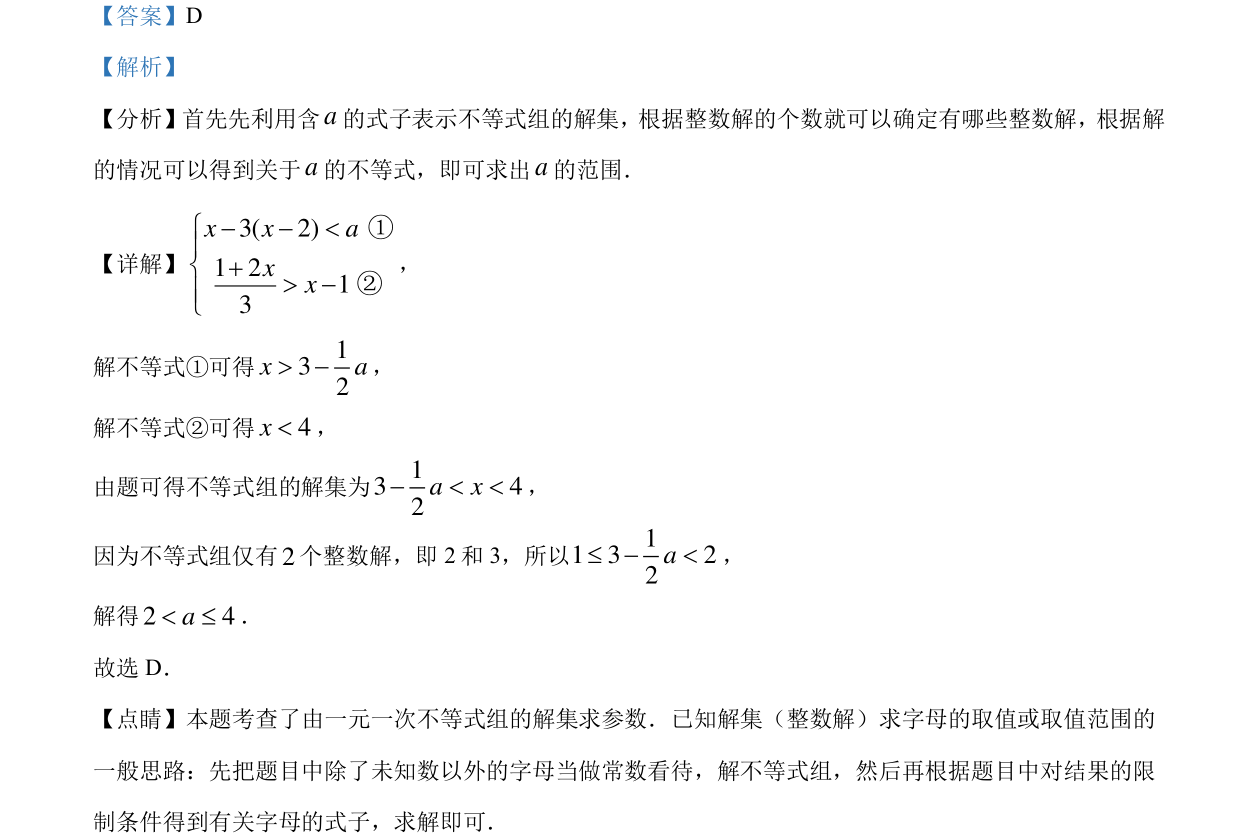 【答案】D
【解析】
【分析】首先先利用含 a 的式子表示不等式组的解集，根据整数解的个数就可以确定有哪些整数解，根据解
的情况可以得到关于 a 的不等式，即可求出 a 的范围．
【详解】{ x−3(x−2)<a ① (1+2x)/3 > x−1 ② ，
解不等式①可得 x > 3 − 1/2 a ，
解不等式②可得 x < 4 ，
由题可得不等式组的解集为 3 − 1/2 a < x < 4 ，
因为不等式组仅有 2 个整数解，即 2 和 3，所以 1 ≤ 3 − 1/2 a < 2 ，
解得 2 < a ≤ 4 ．
故选 D．
【点睛】本题考查了由一元一次不等式组的解集求参数．已知解集（整数解）求字母的取值或取值范围的
一般思路：先把题目中除了未知数以外的字母当做常数看待，解不等式组，然后再根据题目中对结果的限
制条件得到有关字母的式子，求解即可．